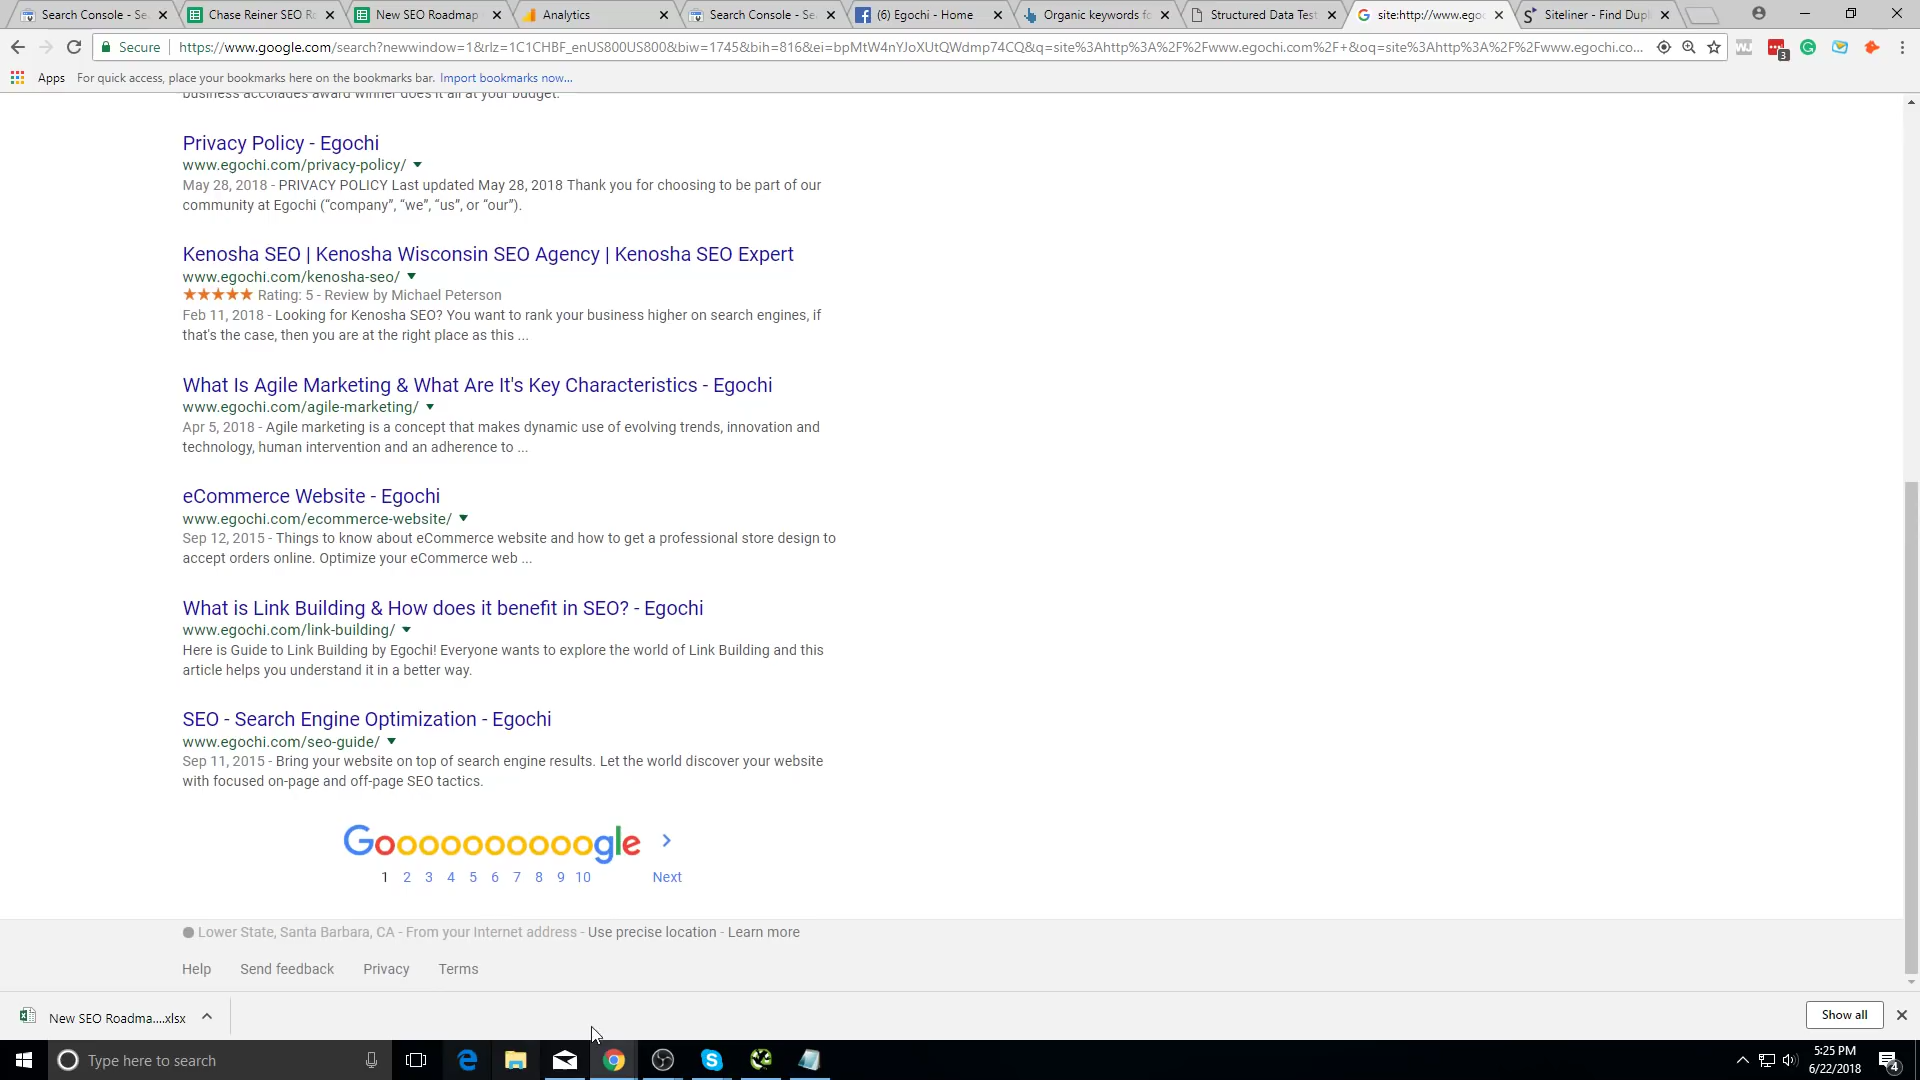 Search Console - Se
Chase Reiner SEO Ro
New SEO Roadmap
Analytics
Search Console - Se
(6) Egochi - Home
Organic keywords fo
Structured Data Test
site:http://www.egoc
Siteliner - Find Dupl
Secure
https://www.google.com/search?newwindow=1&rlz=1C1CHBF_enUS800US800&biw=1745&bih=816&ei=bpMtW4nYJoXUtQWdmp74CQ&q=site%3Ahttp%3A%2F%2Fwww.egochi.com%2F+&oq=site%3Ahttp%3A%2F%2Fwww.egochi.co...
3
Apps
For quick access, place your bookmarks here on the bookmarks bar. Import bookmarks now...
business accolades award winner does it all at your budget.
Privacy Policy - Egochi
www.egochi.com/privacy-policy/
May 28, 2018 - PRIVACY POLICY Last updated May 28, 2018 Thank you for choosing to be part of our
community at Egochi (“company”, “we”, “us”, or “our”).
Kenosha SEO | Kenosha Wisconsin SEO Agency | Kenosha SEO Expert
www.egochi.com/kenosha-seo/
Rating: 5 - Review by Michael Peterson
Feb 11, 2018 - Looking for Kenosha SEO? You want to rank your business higher on search engines, if
that's the case, then you are at the right place as this ...
What Is Agile Marketing & What Are It's Key Characteristics - Egochi
www.egochi.com/agile-marketing/
Apr 5, 2018 - Agile marketing is a concept that makes dynamic use of evolving trends, innovation and
technology, human intervention and an adherence to ...
eCommerce Website - Egochi
www.egochi.com/ecommerce-website/
Sep 12, 2015 - Things to know about eCommerce website and how to get a professional store design to
accept orders online. Optimize your eCommerce web ...
What is Link Building & How does it benefit in SEO? - Egochi
www.egochi.com/link-building/
Here is Guide to Link Building by Egochi! Everyone wants to explore the world of Link Building and this
article helps you understand it in a better way.
SEO - Search Engine Optimization - Egochi
www.egochi.com/seo-guide/
Sep 11, 2015 - Bring your website on top of search engine results. Let the world discover your website
with focused on-page and off-page SEO tactics.
Goooooooooogle >
1 2 3 4 5 6 7 8 9 10 Next
Lower State, Santa Barbara, CA - From your Internet address - Use precise location - Learn more
Help Send feedback Privacy Terms
New SEO Roadma....xlsx
Show all
Type here to search
5:25 PM
6/22/2018
4